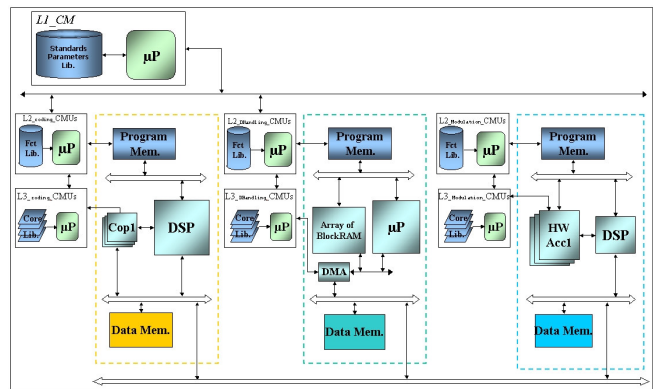 L1_CM
Standards
Parameters
Lib.
µP
L2_coding_CMUs
Fct
Lib.
µP
Program
Mem.
L3_coding_CMUs
Core
Lib.
µP
Cop1
DSP
Data Mem.
L2_DHandling_CMUs
Fct
Lib.
µP
Program
Mem.
L3_DHandling_CMUs
Core
Lib.
µP
Array of
BlockRAM
µP
DMA
Data Mem.
L2_Modulation_CMUs
Fct
Lib.
µP
Program
Mem.
L3_Modulation_CMUs
Core
Lib.
µP
HW
Acc1
DSP
Data Mem.